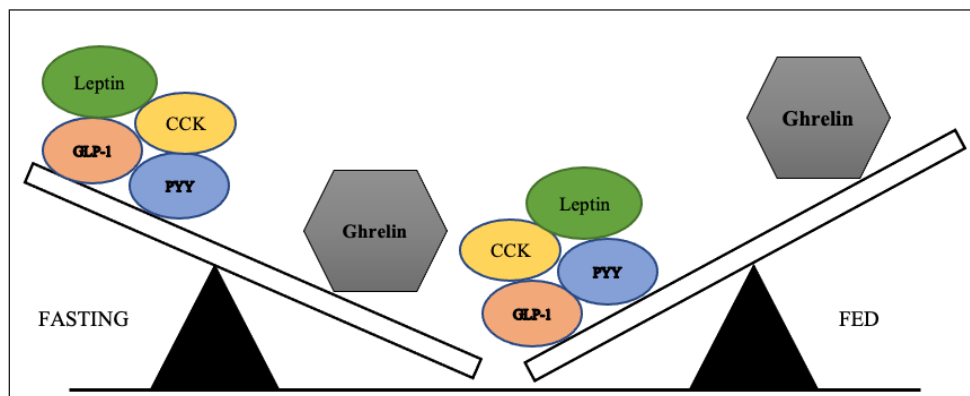 Leptin
CCK
GLP-1
PYY
Ghrelin
FASTING
Ghrelin
Leptin
CCK
PYY
GLP-1
FED